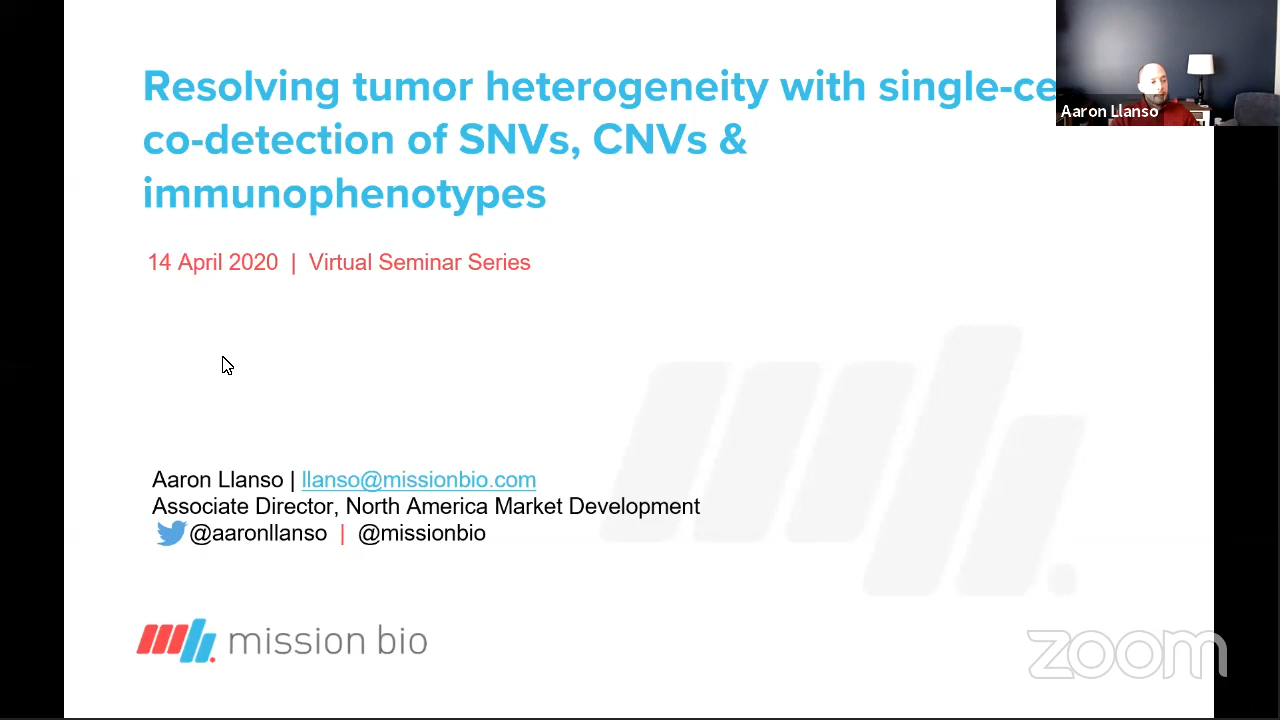 Resolving tumor heterogeneity with single-ce
co-detection of SNVs, CNVs &
immunophenotypes
Aaron Llanso
14 April 2020 | Virtual Seminar Series
Aaron Llanso | llanso@missionbio.com
Associate Director, North America Market Development
@aaronllanso | @missionbio
mission bio
zoom